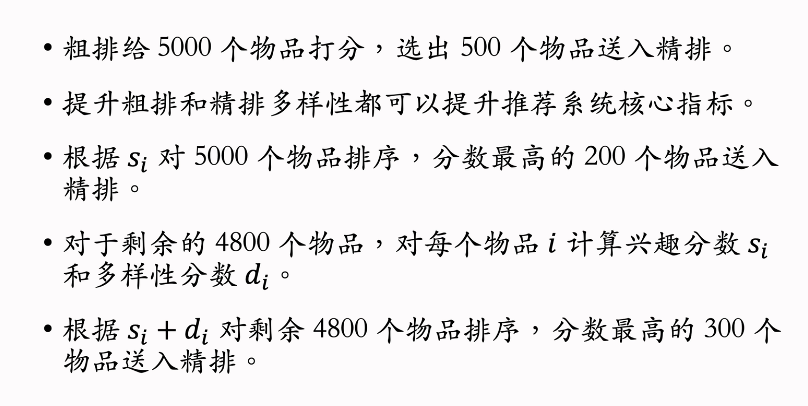 • 粗排给 5000 个物品打分，选出 500 个物品送入精排。
• 提升粗排和精排多样性都可以提升推荐系统核心指标。
• 根据 sᵢ 对 5000 个物品排序，分数最高的 200 个物品送入
精排。
• 对于剩余的 4800 个物品，对每个物品 i 计算兴趣分数 sᵢ
和多样性分数 dᵢ。
• 根据 sᵢ + dᵢ 对剩余 4800 个物品排序，分数最高的 300 个
物品送入精排。